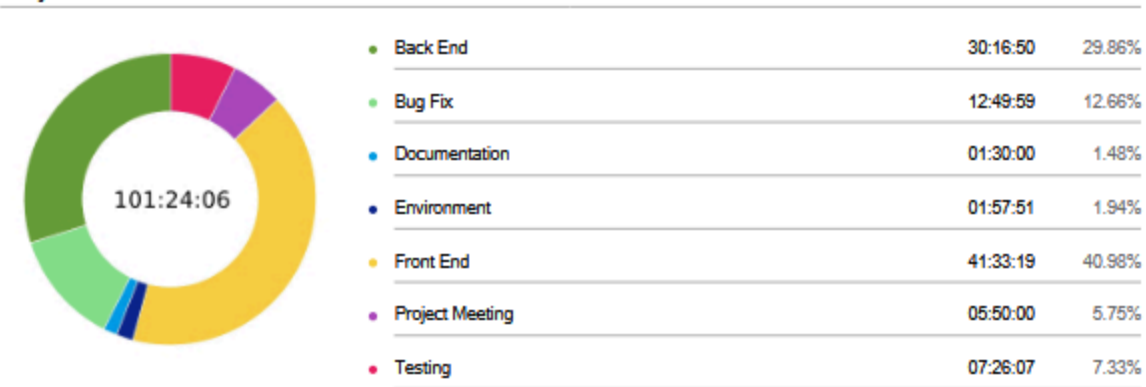 101:24:06
Back End 30:16:50 29.86%
Bug Fix 12:49:59 12.66%
Documentation 01:30:00 1.48%
Environment 01:57:51 1.94%
Front End 41:33:19 40.98%
Project Meeting 05:50:00 5.75%
Testing 07:26:07 7.33%